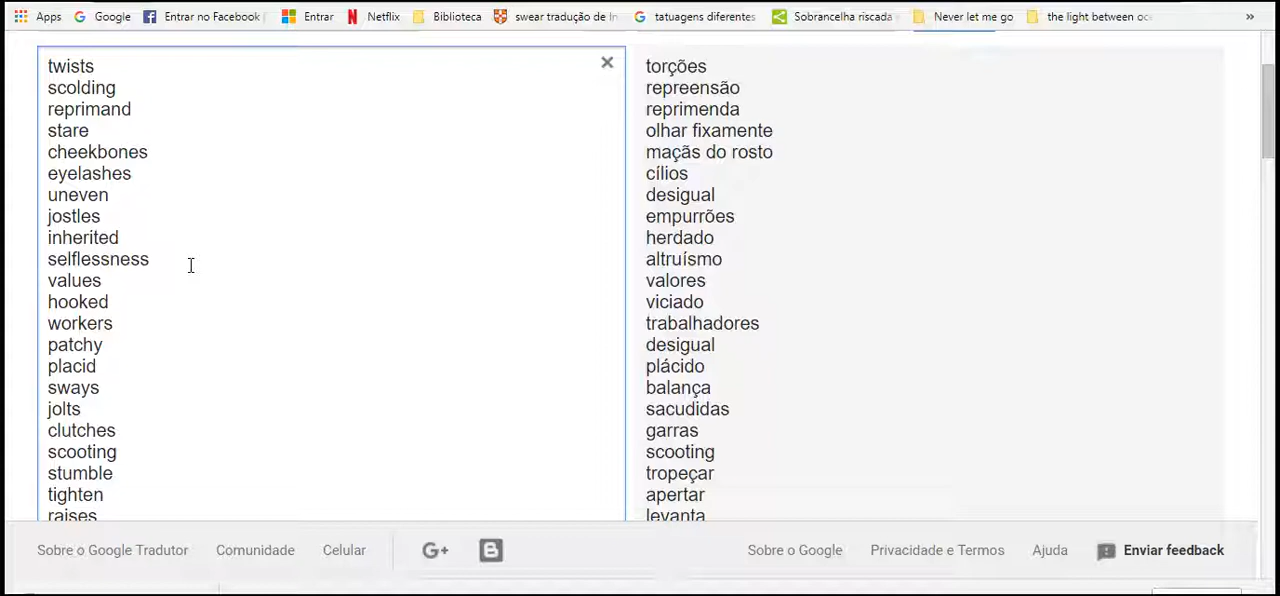 Apps Google Entrar no Facebook Entrar Netflix Biblioteca swear tradução de In tatuagens diferentes Sobrancelha riscada Never let me go the light between oc »
twists torções
scolding repreensão
reprimand reprimenda
stare olhar fixamente
cheekbones maçãs do rosto
eyelashes cílios
uneven desigual
jostles empurrões
inherited herdado
selflessness altruísmo
values valores
hooked viciado
workers trabalhadores
patchy desigual
placid plácido
sways balança
jolts sacudidas
clutches garras
scooting scooting
stumble tropeçar
tighten apertar
raises levanta
Sobre o Google Tradutor Comunidade Celular G+ B Sobre o Google Privacidade e Termos Ajuda Enviar feedback